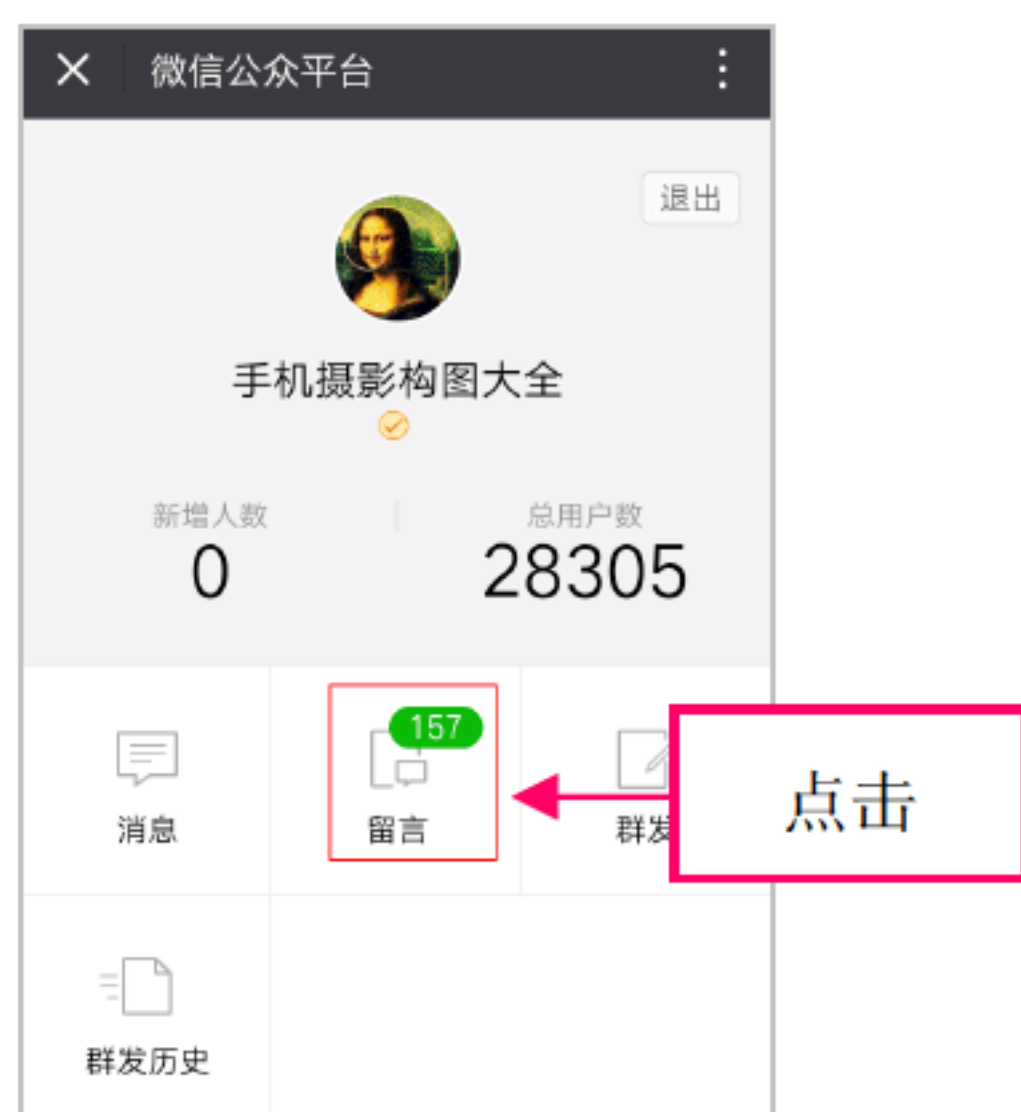 微信公众平台
退出
手机摄影构图大全
新增人数
总用户数
0
28305
157
消息
留言
群发
点击
群发历史